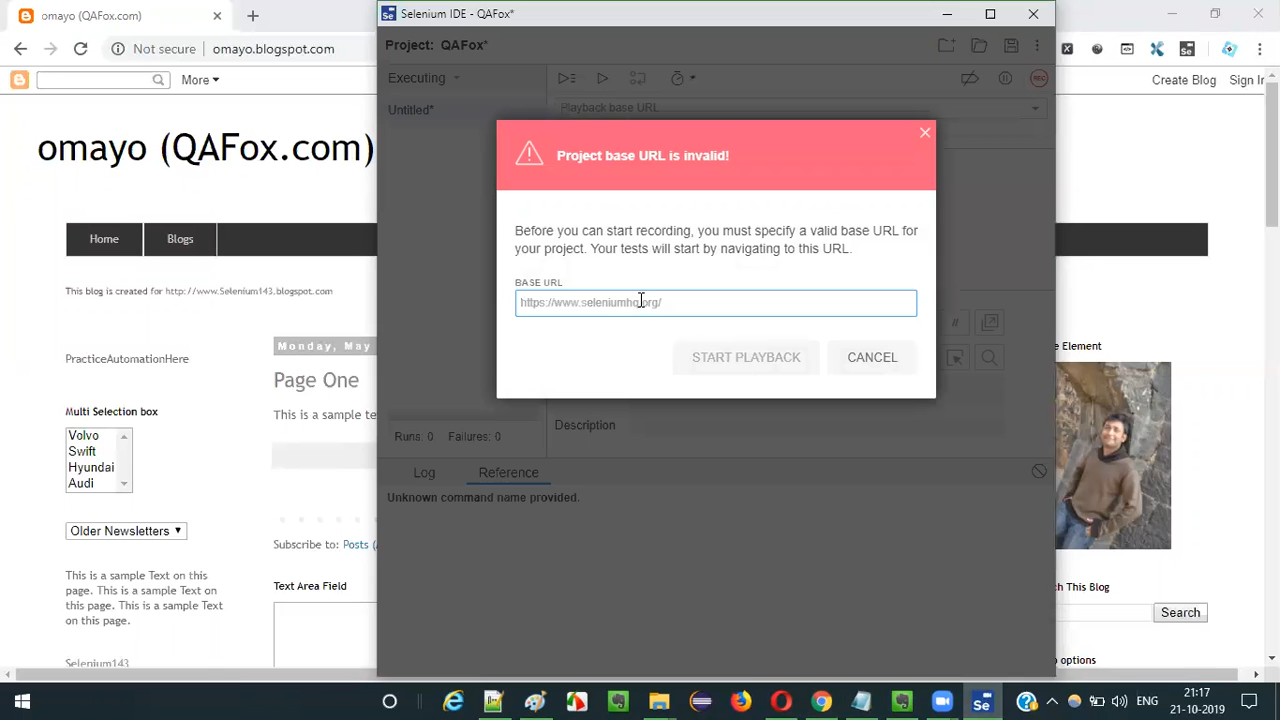 omayo (QAFox.com)
Selenium IDE - QAFox*
Not secure
omayo.blogspot.com
More
Create Blog
Sign In
omayo (QAFox.com)
Home
Blogs
This blog is created for http://www.Selenium143.blogspot.com
PracticeAutomationHere
Monday, May
Page One
This is a sample te
Multi Selection box
Volvo
Swift
Hyundai
Audi
Older Newsletters
Subscribe to: Posts (
This is a sample Text on this
page. This is a sample Text
on this page. This is a sample Text
on this page.
Text Area Field
Selenium143
Project: QAFox*
Executing
REC
Untitled*
Playback base URL
Project base URL is invalid!
Before you can start recording, you must specify a valid base URL for
your project. Your tests will start by navigating to this URL.
BASE URL
https://www.seleniumhq.org/
START PLAYBACK
CANCEL
//
Runs: 0 Failures: 0
Description
Log
Reference
Unknown command name provided.
Element
ch This Blog
Search
options
Se
ENG
21:17
21-10-2019